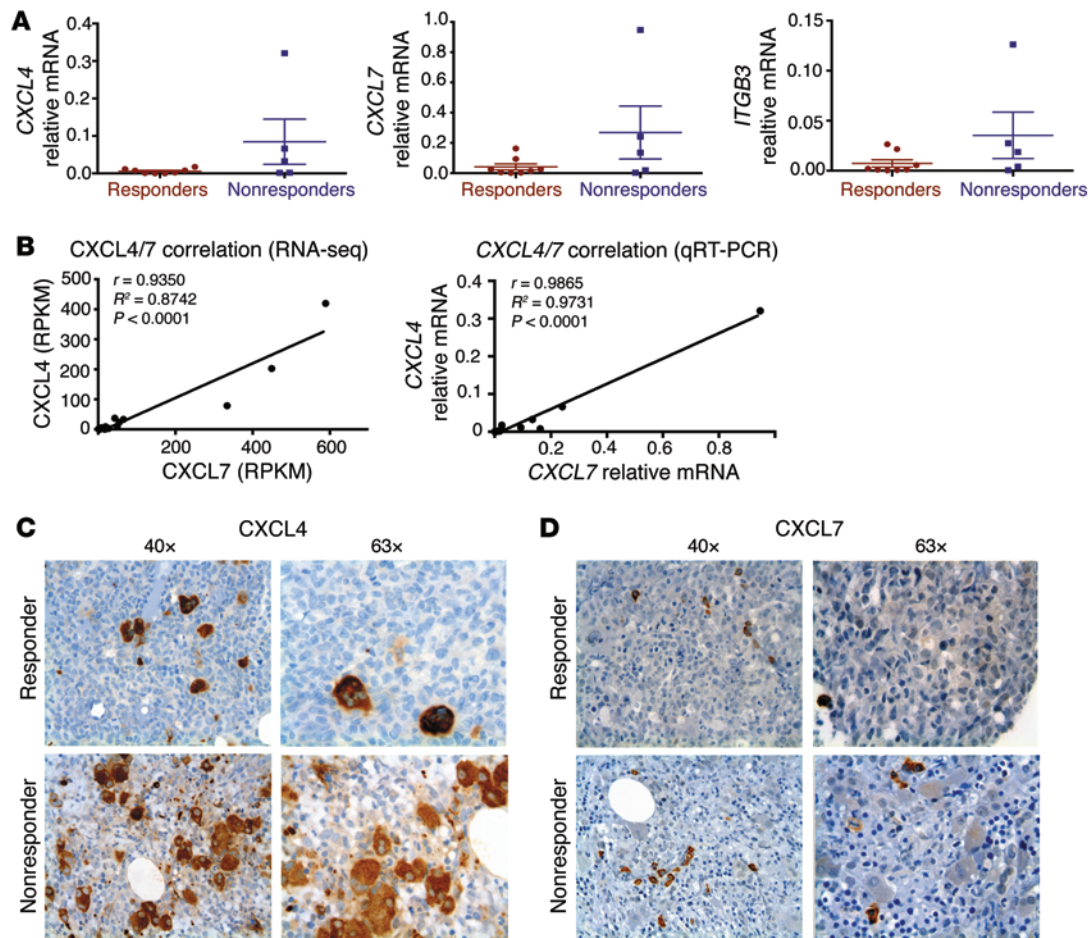 A
CXCL4
relative mRNA
0.4
0.3
0.2
0.1
0.0
Responders
Nonresponders
CXCL7
relative mRNA
1.0
0.8
0.6
0.4
0.2
0.0
Responders
Nonresponders
ITGB3
relative mRNA
0.15
0.10
0.05
0.00
Responders
Nonresponders
B
CXCL4/7 correlation (RNA-seq)
r = 0.9350
R² = 0.8742
P < 0.0001
CXCL4 (RPKM)
500
400
300
200
100
0
200
400
600
CXCL7 (RPKM)
CXCL4/7 correlation (qRT-PCR)
r = 0.9865
R² = 0.9731
P < 0.0001
CXCL4
relative mRNA
0.4
0.3
0.2
0.1
0
0.2
0.4
0.6
0.8
CXCL7 relative mRNA
C
CXCL4
40×
63×
Responder
Nonresponder
D
CXCL7
40×
63×
Responder
Nonresponder